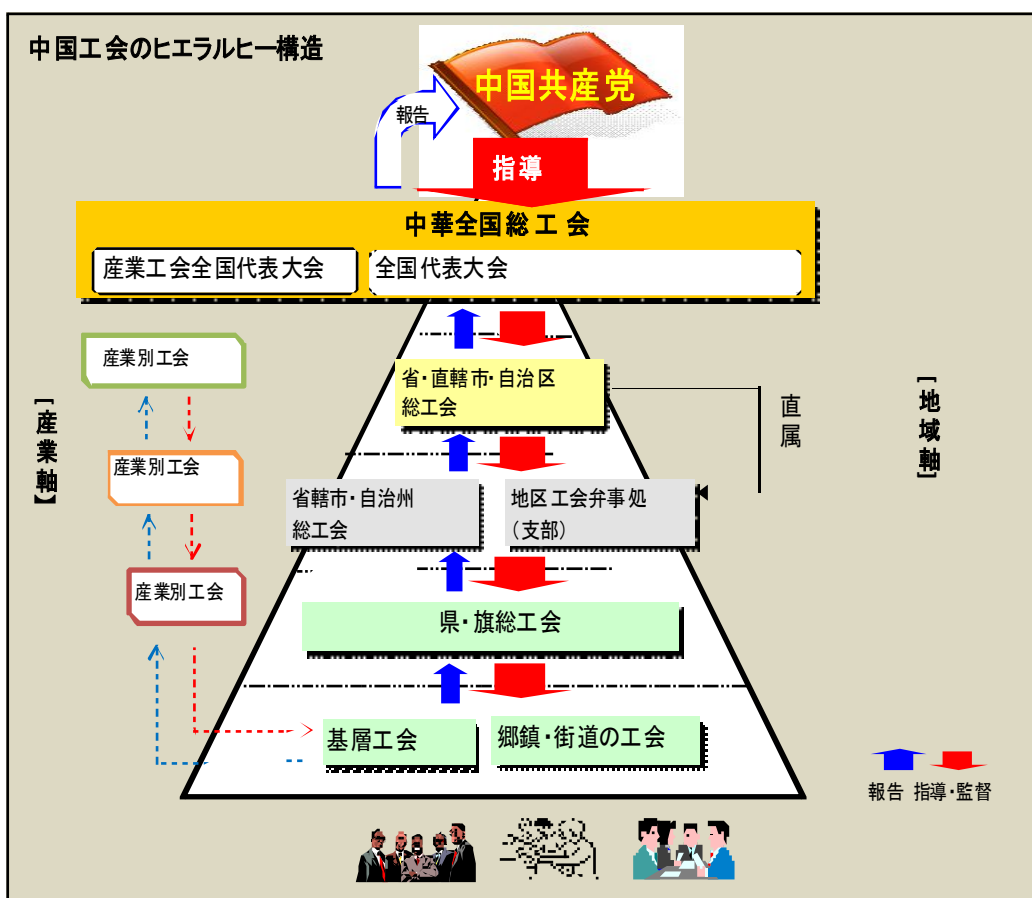 中国工会のヒエラルヒー構造
中国共産党
報告
指導
中華全国総工会
産業工会全国代表大会
全国代表大会
産業別工会
省・直轄市・自治区
総工会
直属
【産業軸】
【地域軸】
産業別工会
省轄市・自治州
総工会
地区工会弁事処
（支部）
産業別工会
県・旗総工会
基層工会
郷鎮・街道の工会
報告 指導・監督